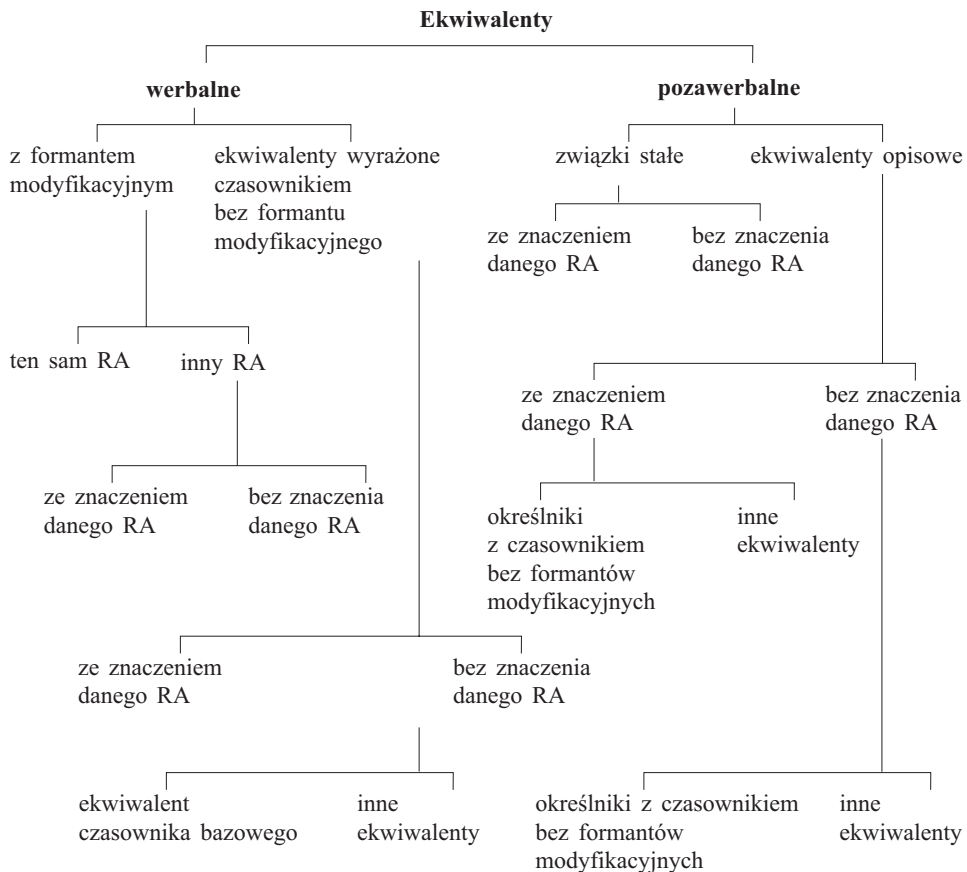 Ekwiwalenty
werbalne
pozawerbalne
z formantem
modyfikacyjnym
ekwiwalenty wyrażone
czasownikiem
bez formantu
modyfikacyjnego
związki stałe
ekwiwalenty opisowe
ze znaczeniem
danego RA
bez znaczenia
danego RA
ten sam RA
inny RA
ze znaczeniem
danego RA
bez znaczenia
danego RA
ze znaczeniem
danego RA
bez znaczenia
danego RA
określniki
z czasownikiem
bez formantów
modyfikacyjnych
inne
ekwiwalenty
ze znaczeniem
danego RA
bez znaczenia
danego RA
ekwiwalent
czasownika bazowego
inne
ekwiwalenty
określniki z czasownikiem
bez formantów
modyfikacyjnych
inne
ekwiwalenty